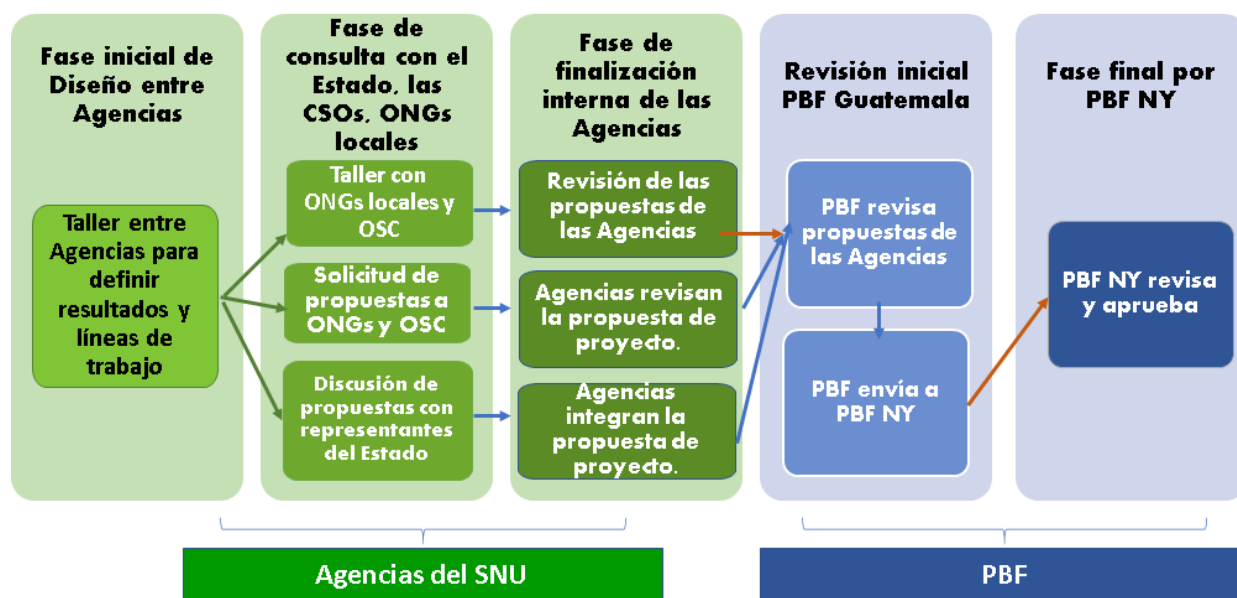 Fase inicial de
Diseño entre
Agencias
Taller entre
Agencias para
definir
resultados y
líneas de
trabajo
Fase de
consulta con el
Estado, las
CSOs, ONGs
locales
Taller con
ONGs locales y
OSC
Solicitud de
propuestas a
ONGs y OSC
Discusión de
propuestas con
representantes
del Estado
Fase de
finalización
interna de las
Agencias
Revisión de las
propuestas de
las Agencias
Agencias revisan
la propuesta de
proyecto.
Agencias
integran la
propuesta de
proyecto.
Revisión inicial
PBF Guatemala
PBF revisa
propuestas de
las Agencias
PBF envía a
PBF NY
Fase final por
PBF NY
PBF NY revisa
y aprueba
Agencias del SNU
PBF